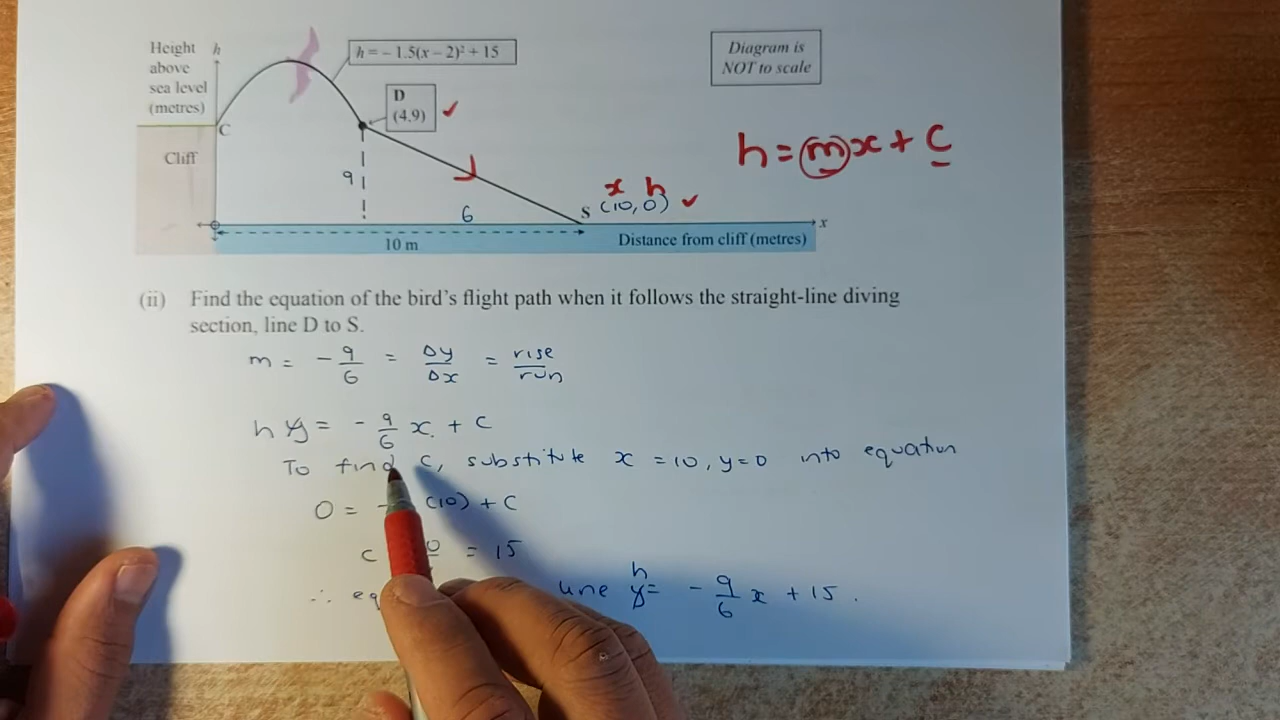 Height h
above
sea level
(metres)
h = − 1.5(x − 2)² + 15
Diagram is
NOT to scale
D
(4,9)
C
Cliff
9
h = mx + c
x h
S (10,0)
6
x
10 m
Distance from cliff (metres)
(ii) Find the equation of the bird's flight path when it follows the straight-line diving
section, line D to S.
m = − 9/6 = Δy/Δx = rise/run
h y = − 9/6 x + c
To find c, substitute x = 10, y = 0 into equation
0 = − (10) + c
c = 15
∴ line h
y = − 9/6 x + 15.